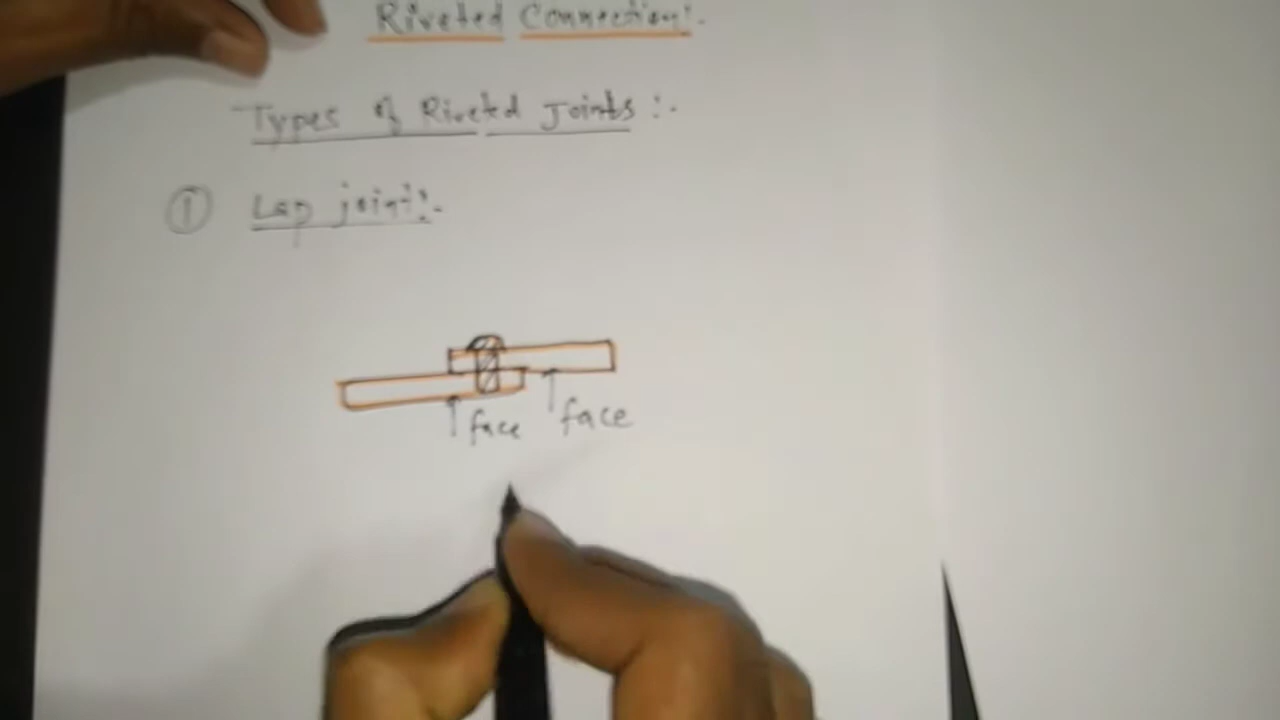 Riveted Connection:-
Types of Riveted Joints :-
① Lap joint:-
face face